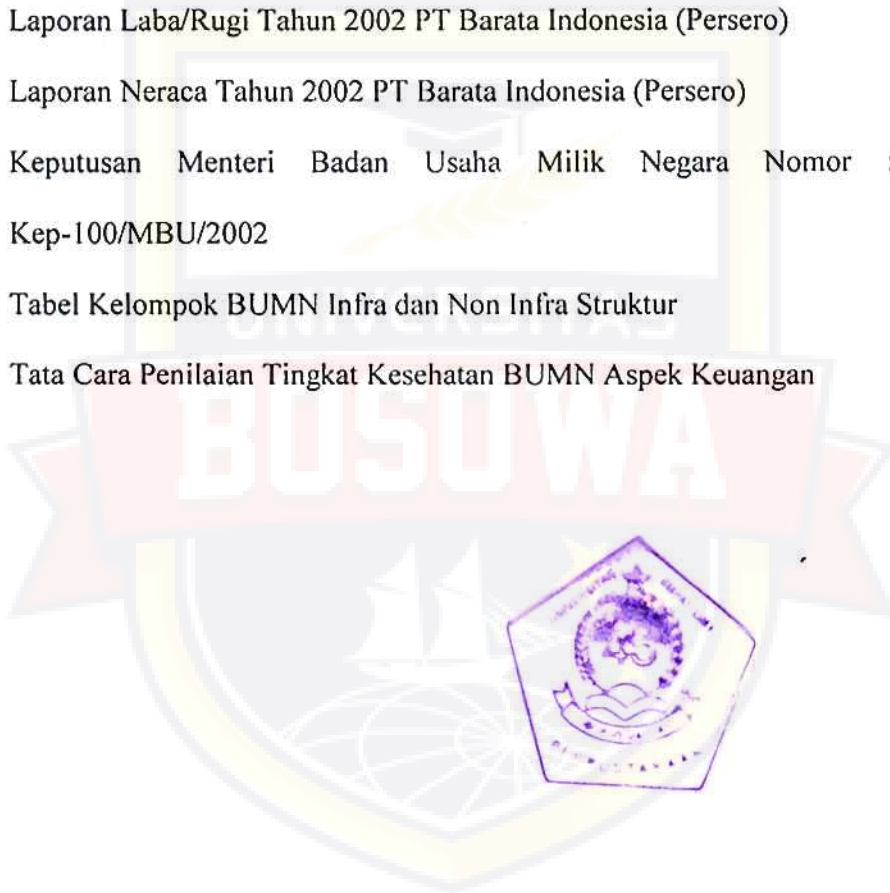 Laporan Laba/Rugi Tahun 2002 PT Barata Indonesia (Persero)
Laporan Neraca Tahun 2002 PT Barata Indonesia (Persero)
Keputusan Menteri Badan Usaha Milik Negara Nomor :
Kep-100/MBU/2002
Tabel Kelompok BUMN Infra dan Non Infra Struktur
UNIVERSITAS
Tata Cara Penilaian Tingkat Kesehatan BUMN Aspek Keuangan
BOSOWA